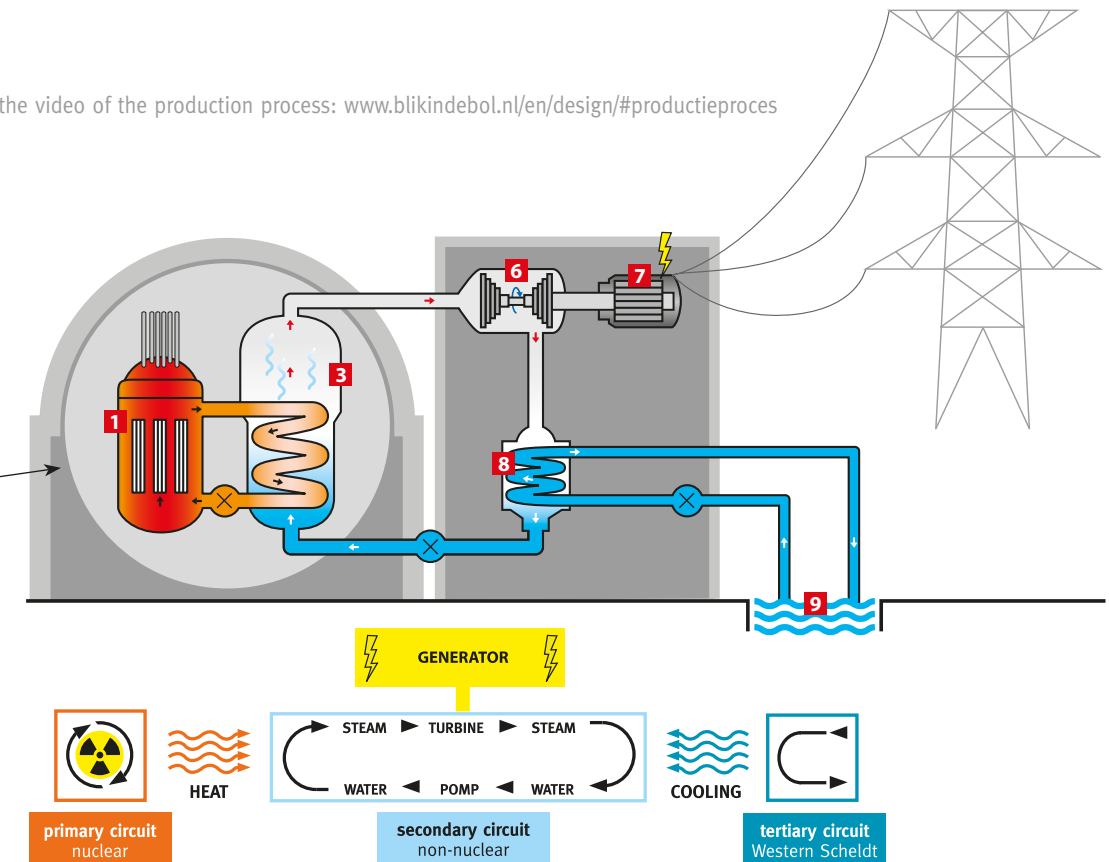 the video of the production process: www.blikindebol.nl/en/design/#productieproces
6
7
3
1
8
9
GENERATOR
STEAM TURBINE STEAM
WATER POMP WATER
HEAT
COOLING
primary circuit
nuclear
secondary circuit
non-nuclear
tertiary circuit
Western Scheldt